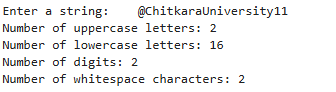 Enter a string:    @ChitkaraUniversity11
Number of uppercase letters: 2
Number of lowercase letters: 16
Number of digits: 2
Number of whitespace characters: 2